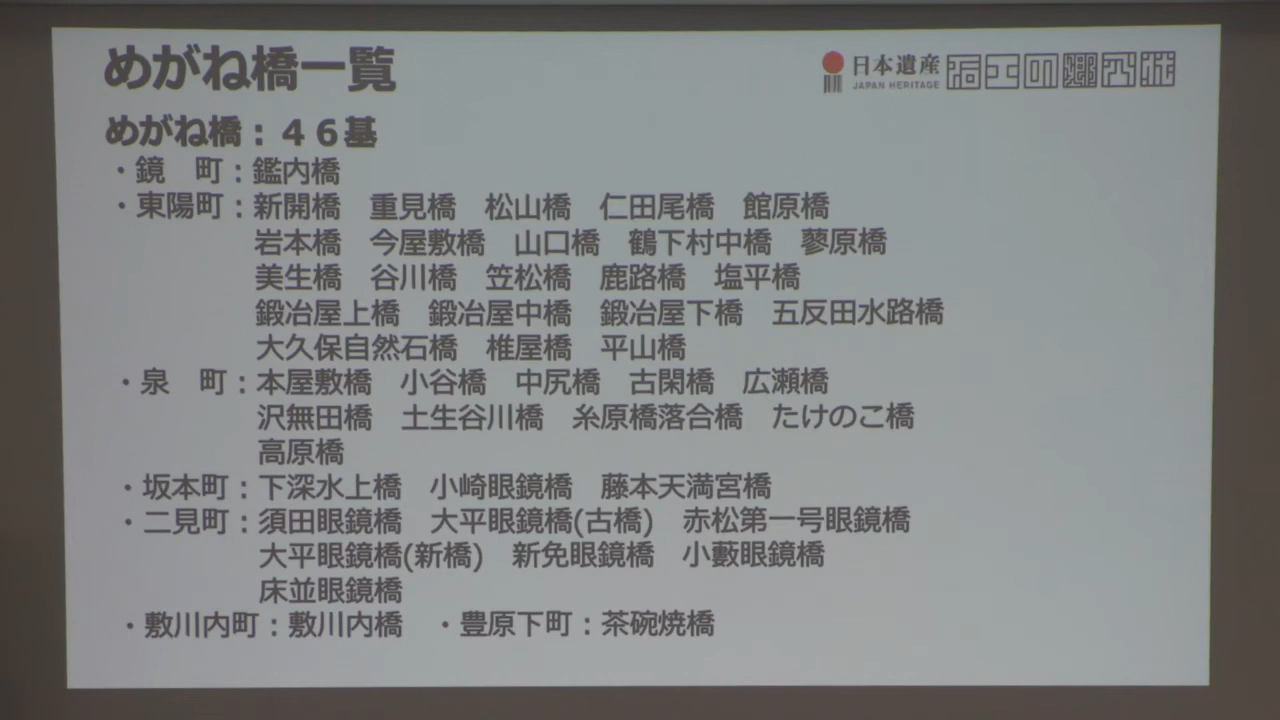 めがね橋一覧
日本遺産
JAPAN HERITAGE
石工の郷八代
めがね橋：４６基
・鏡　町：鑑内橋
・東陽町：新開橋　重見橋　松山橋　仁田尾橋　館原橋
岩本橋　今屋敷橋　山口橋　鶴下村中橋　蓼原橋
美生橋　谷川橋　笠松橋　鹿路橋　塩平橋
鍛冶屋上橋　鍛冶屋中橋　鍛冶屋下橋　五反田水路橋
大久保自然石橋　椎屋橋　平山橋
・泉　町：本屋敷橋　小谷橋　中尻橋　古閑橋　広瀬橋
沢無田橋　土生谷川橋　糸原橋落合橋　たけのこ橋
高原橋
・坂本町：下深水上橋　小崎眼鏡橋　藤本天満宮橋
・二見町：須田眼鏡橋　大平眼鏡橋(古橋)　赤松第一号眼鏡橋
大平眼鏡橋(新橋)　新免眼鏡橋　小藪眼鏡橋
床並眼鏡橋
・敷川内町：敷川内橋　・豊原下町：茶碗焼橋